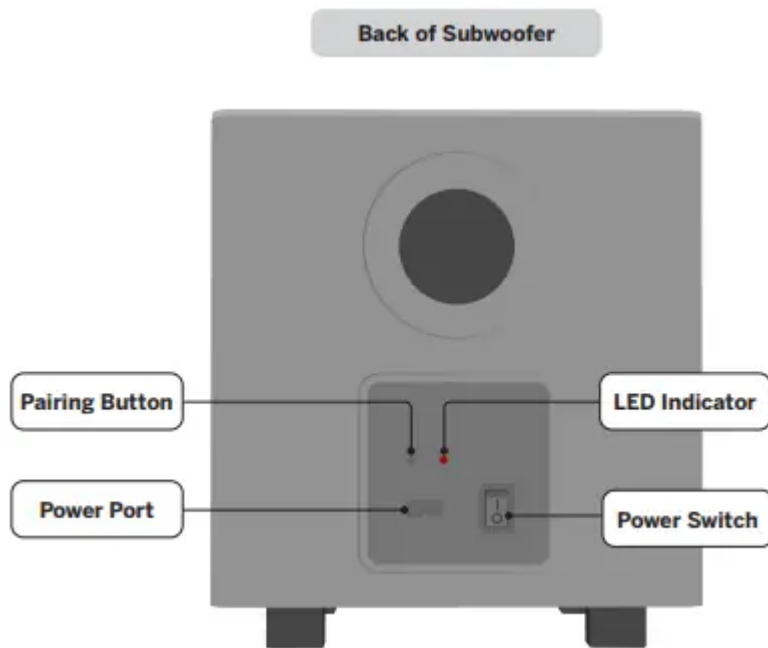 Back of Subwoofer
Pairing Button
LED Indicator
Power Port
Power Switch